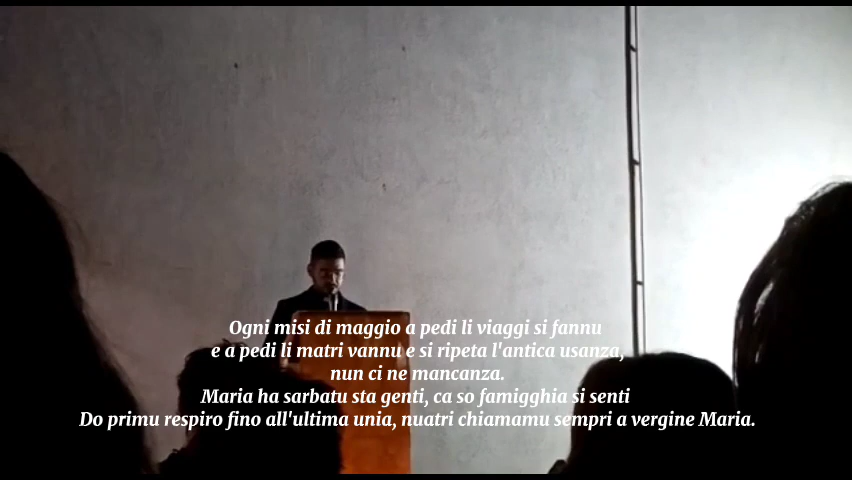 Ogni misi di maggio a pedi li viaggi si fannu
e a pedi li matri vannu e si ripeta l'antica usanza,
nun ci ne mancanza.
Maria ha sarbatu sta genti, ca so famigghia si senti
Do primu respiro fino all'ultima unia, nuatri chiamamu sempri a vergine Maria.